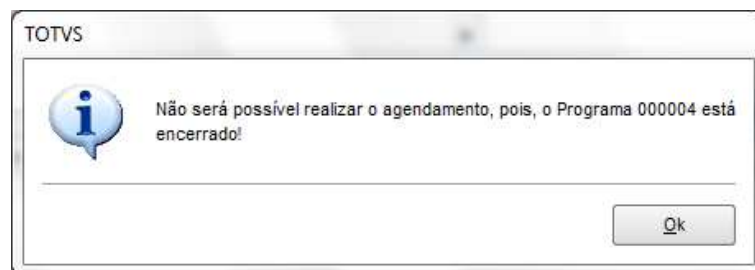 TOTVS
Não será possível realizar o agendamento, pois, o Programa 000004 está
encerrado!
Ok